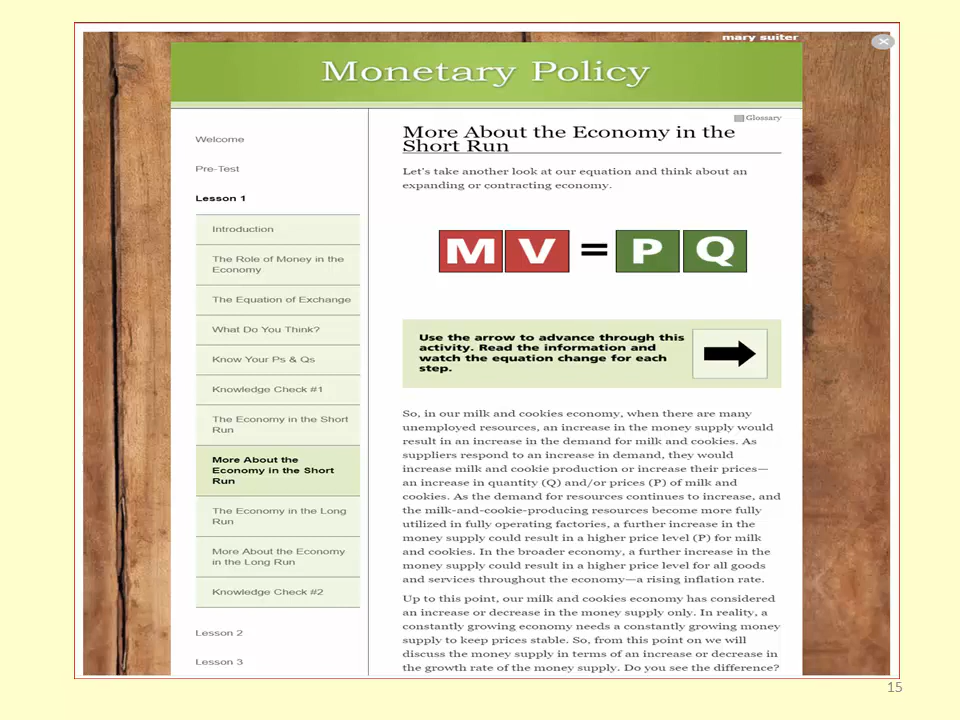 mary suiter
Monetary Policy
Welcome
Pre-Test
Lesson 1
Introduction
The Role of Money in the
Economy
The Equation of Exchange
What Do You Think?
Know Your Ps & Qs
Knowledge Check #1
The Economy in the Short
Run
More About the
Economy in the Short
Run
The Economy in the Long
Run
More About the Economy
in the Long Run
Knowledge Check #2
Lesson 2
Lesson 3
Glossary
More About the Economy in the
Short Run
Let's take another look at our equation and think about an
expanding or contracting economy.
M V = P Q
Use the arrow to advance through this
activity. Read the information and
watch the equation change for each
step.
So, in our milk and cookies economy, when there are many
unemployed resources, an increase in the money supply would
result in an increase in the demand for milk and cookies. As
suppliers respond to an increase in demand, they would
increase milk and cookie production or increase their prices—
an increase in quantity (Q) and/or prices (P) of milk and
cookies. As the demand for resources continues to increase, and
the milk-and-cookie-producing resources become more fully
utilized in fully operating factories, a further increase in the
money supply could result in a higher price level (P) for milk
and cookies. In the broader economy, a further increase in the
money supply could result in a higher price level for all goods
and services throughout the economy—a rising inflation rate.
Up to this point, our milk and cookies economy has considered
an increase or decrease in the money supply only. In reality, a
constantly growing economy needs a constantly growing money
supply to keep prices stable. So, from this point on we will
discuss the money supply in terms of an increase or decrease in
the growth rate of the money supply. Do you see the difference?
15